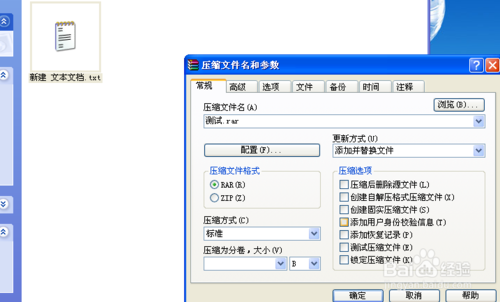 新建 文本文档.txt
压缩文件名和参数
常规 高级 选项 文件 备份 时间 注释
压缩文件名(A) 浏览(B)...
测试.rar
更新方式(U)
配置(F)... 添加并替换文件
压缩文件格式 压缩选项
RAR(R) 压缩后删除源文件(L)
ZIP(Z) 创建自解压格式压缩文件(X)
创建固实压缩文件(S)
压缩方式(C) 添加用户身份校验信息(T)
标准 添加恢复记录(P)
压缩为分卷,大小(V) 测试压缩文件(E)
B 锁定压缩文件(K)
Baidu经验
确定 取消 帮助